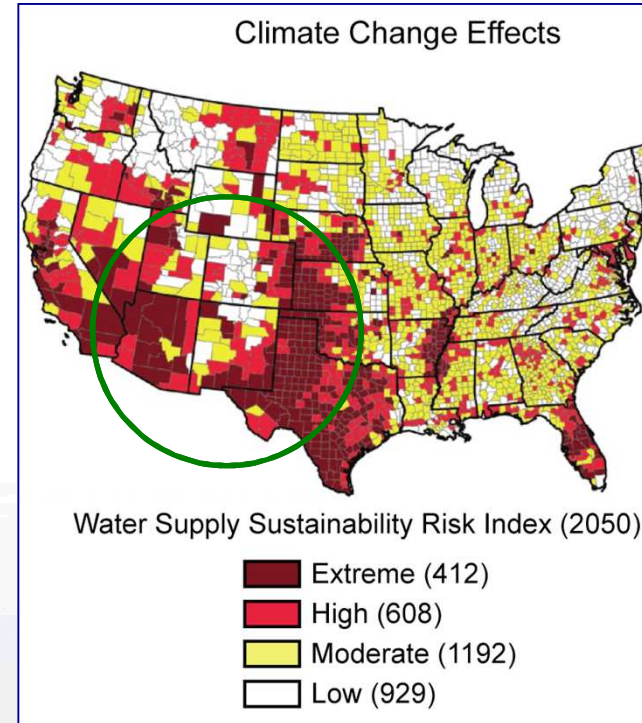 Climate Change Effects
Water Supply Sustainability Risk Index (2050)
Extreme (412)
High (608)
Moderate (1192)
Low (929)